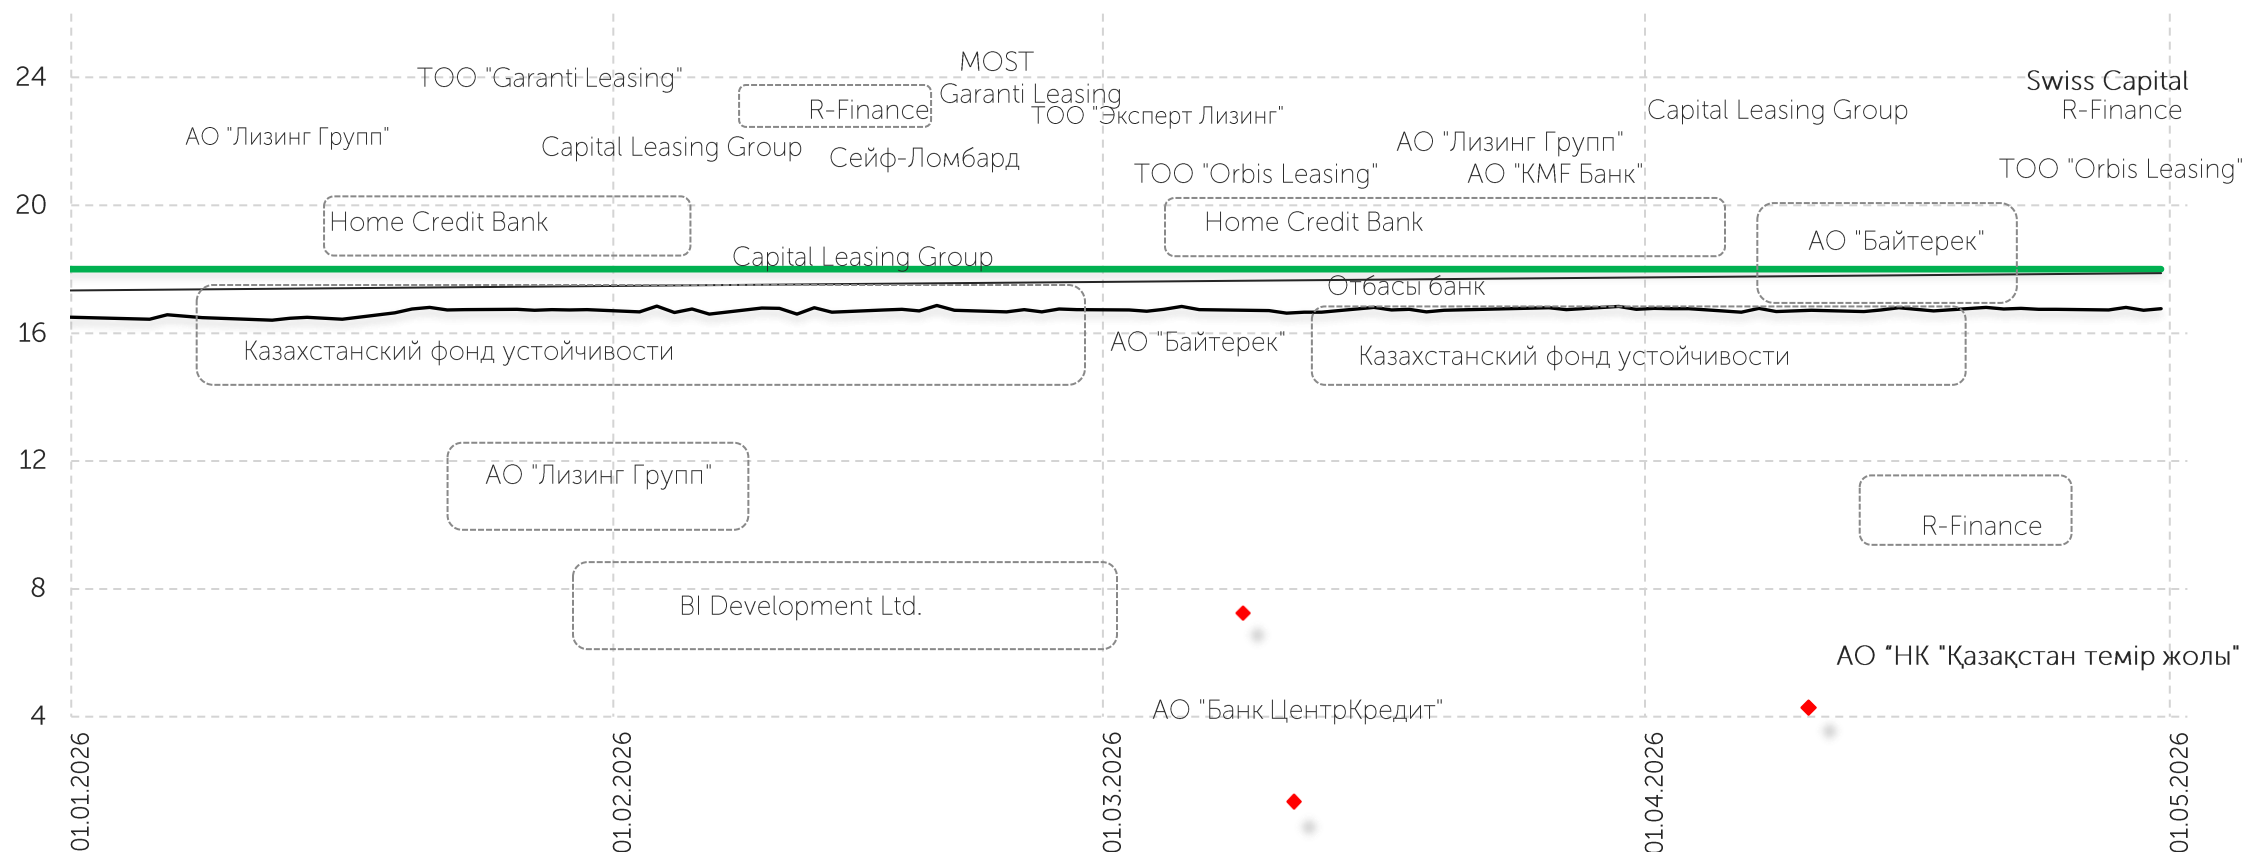 MOST
24
ТОО "Garanti Leasing"
Swiss Capital
Garanti Leasing
R-Finance
ТОО "Эксперт Лизинг"
Capital Leasing Group
R-Finance
АО "Лизинг Групп"
Capital Leasing Group
Сейф-Ломбард
АО "Лизинг Групп"
ТОО "Orbis Leasing"
АО "KMF Банк"
ТОО "Orbis Leasing"
20
Home Credit Bank
Home Credit Bank
АО "Байтерек"
Capital Leasing Group
Отбасы банк
16
Казахстанский фонд устойчивости
АО "Байтерек"
Казахстанский фонд устойчивости
12
АО "Лизинг Групп"
R-Finance
8
BI Development Ltd.
АО “НК "Қазақстан темір жолы"
4
АО "Банк ЦентрКредит"
01.01.2026
01.02.2026
01.03.2026
01.04.2026
01.05.2026